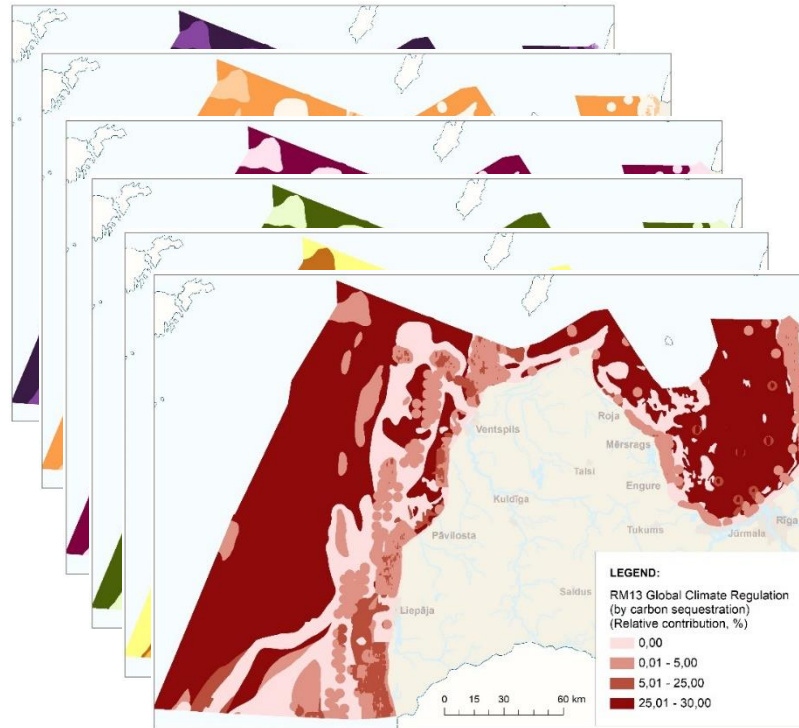 Ventspils
Roja
Mērsrags
Talsi
Engure
Kuldīga
Rīga
Tukums
Jūrmala
Pāvilosta
Saldus
Liepāja
LEGEND:
RM13 Global Climate Regulation
(by carbon sequestration)
(Relative contribution, %)
0,00
0,01 - 5,00
5,01 - 25,00
25,01 - 30,00
0 15 30 60 km